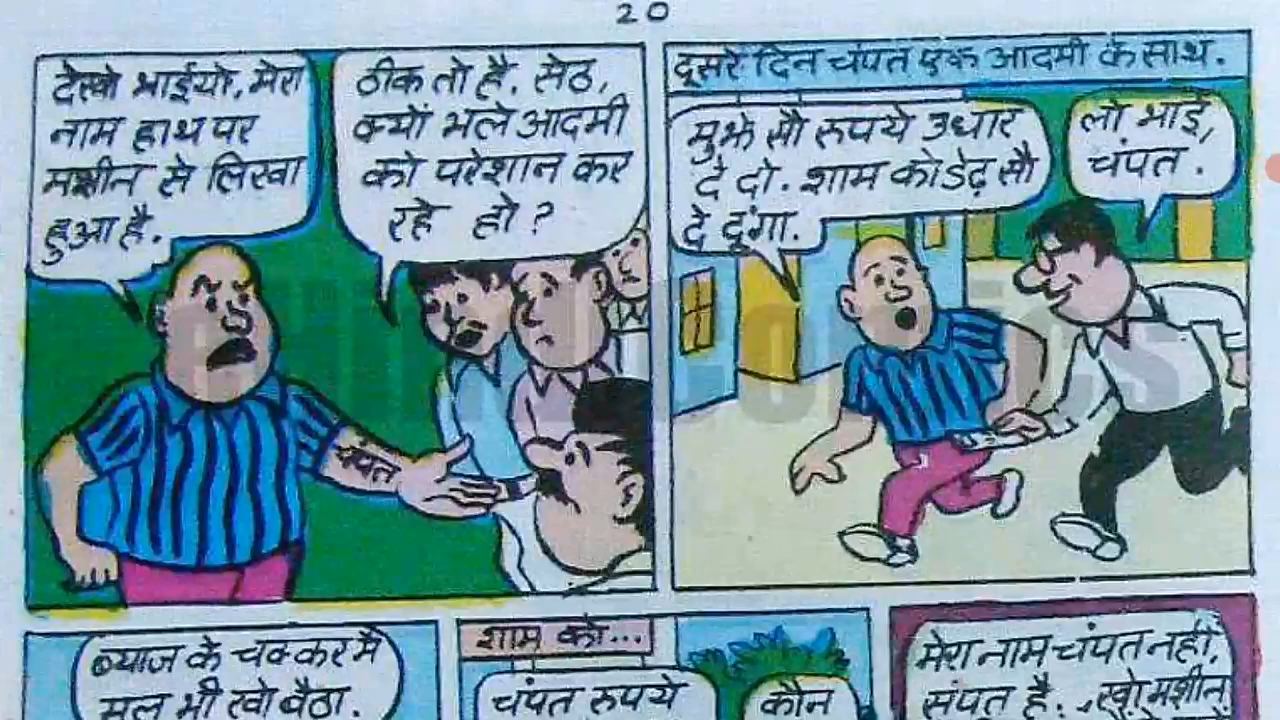 20
देखो भाईयो, मेरा
नाम हाथ पर
मशीन से लिखा
हुआ है.
ठीक तो है. सेठ,
क्यों भले आदमी
को परेशान कर
रहे हो?
चंपत
दूसरे दिन चंपत एक आदमी के साथ.
मुझे सौ रुपये उधार
दे दो. शाम को डेढ़ सौ
दे दूंगा.
लो भाई,
चंपत.
ब्याज के चक्कर में
मूल भी खो बैठा.
शाम को...
चंपत रुपये
कौन
मेरा नाम चंपत नहीं,
संपत है. मशीन